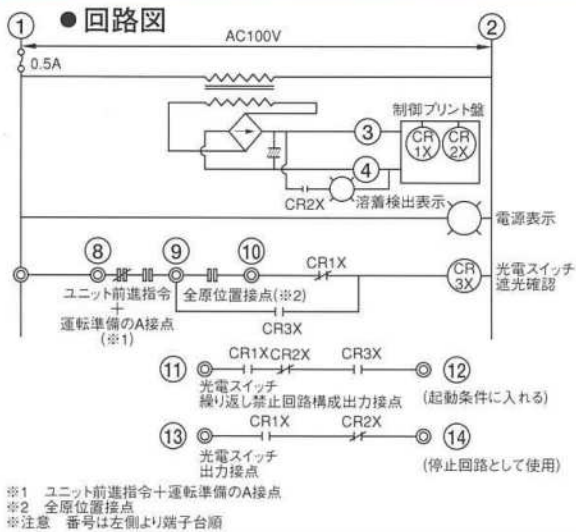 ● 回路図
① ②
AC100V
0.5A
制御プリント盤
③
CR
1X
CR
2X
④
CR2X
溶着検出表示
電源表示
⑧ ⑨ ⑩
CR1X
CR
3X
光電スイッチ
遮光確認
ユニット前進指令
+
運転準備のA接点
(※1)
全原位置接点(※2)
CR3X
⑪
CR1X CR2X CR3X
⑫
光電スイッチ
繰り返し禁止回路構成出力接点
(起動条件に入れる)
⑬
CR1X CR2X
⑭
光電スイッチ
出力接点
(停止回路として使用)
※1 ユニット前進指令+運転準備のA接点
※2 全原位置接点
※注意 番号は左側より端子台順